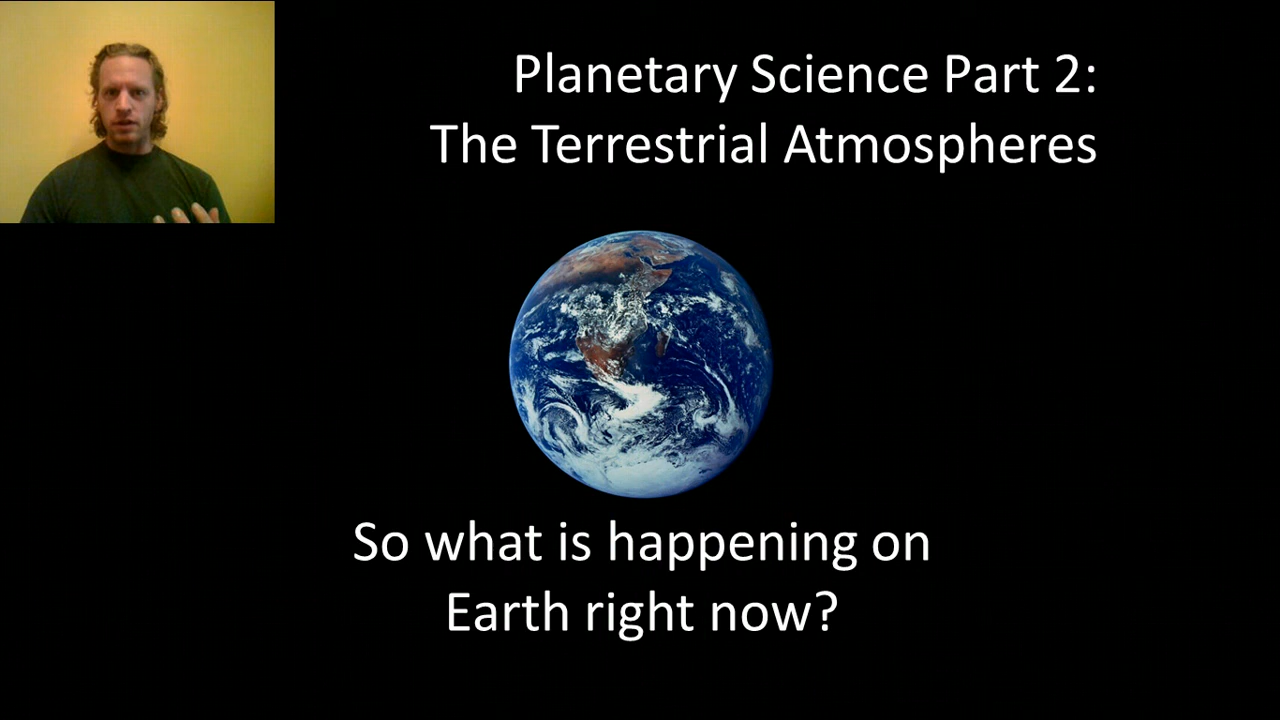 Planetary Science Part 2:
The Terrestrial Atmospheres
So what is happening on
Earth right now?